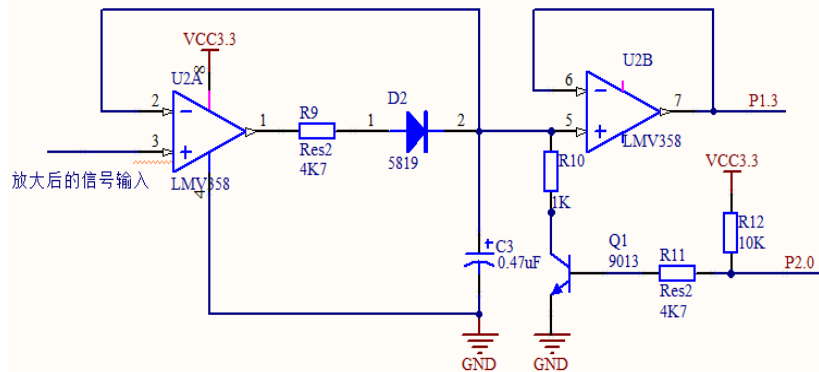 VCC3.3
8
U2A
2
3
1
LMV358
4
放大后的信号输入
R9
Res2
4K7
1
D2
2
5819
C3
0.47uF
GND
6
5
7
U2B
LMV358
P1.3
R10
1K
Q1
9013
GND
R11
Res2
4K7
VCC3.3
R12
10K
P2.0